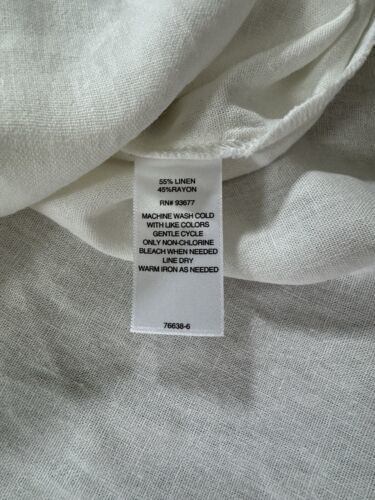 55% LINEN
45%RAYON
RN# 93677
MACHINE WASH COLD
WITH LIKE COLORS
GENTLE CYCLE
ONLY NON-CHLORINE
BLEACH WHEN NEEDED
LINE DRY
WARM IRON AS NEEDED
76638-6